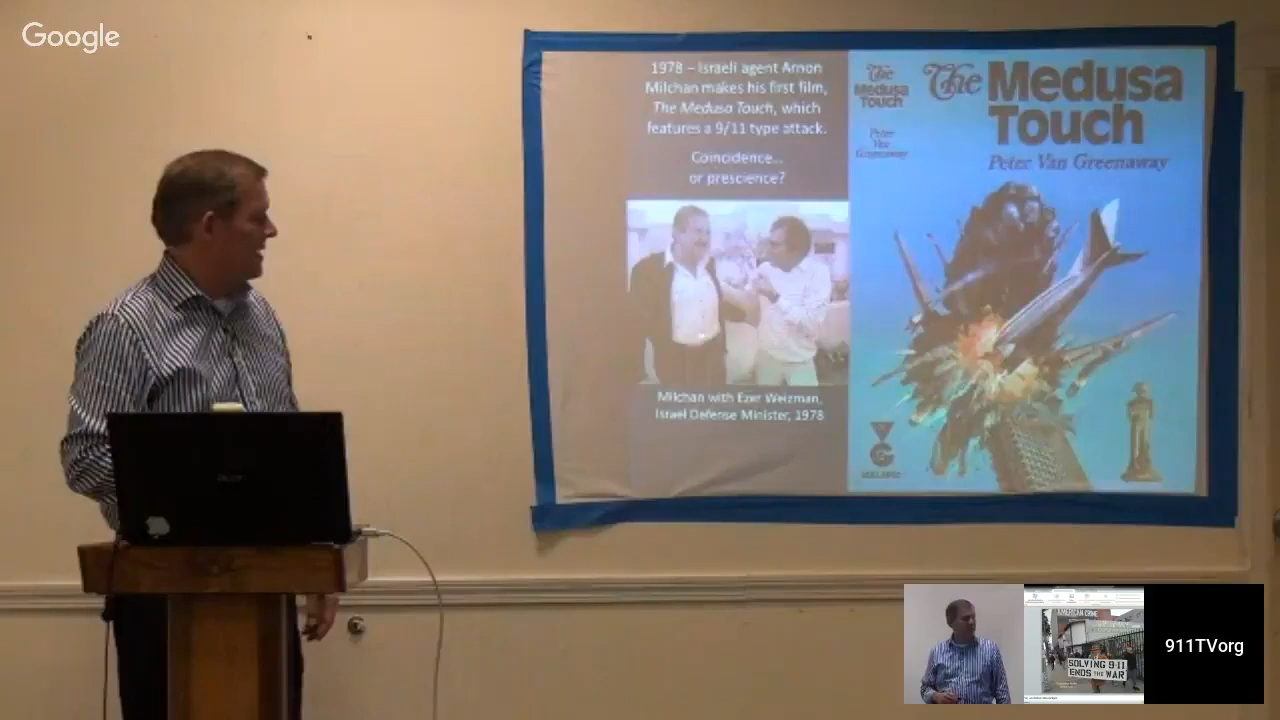 Google
1978 – Israeli agent Arnon
Milchan makes his first film,
The Medusa Touch, which
features a 9/11 type attack.
Coincidence...
or prescience?
Milchan with Ezer Weizman,
Israel Defense Minister, 1978
The
Medusa
Touch
Peter
Van
Greenaway
The Medusa
Touch
Peter Van Greenaway
acer
AMERICAN CRIME
SOLVING 9-11
ENDS THE WAR
911TVorg